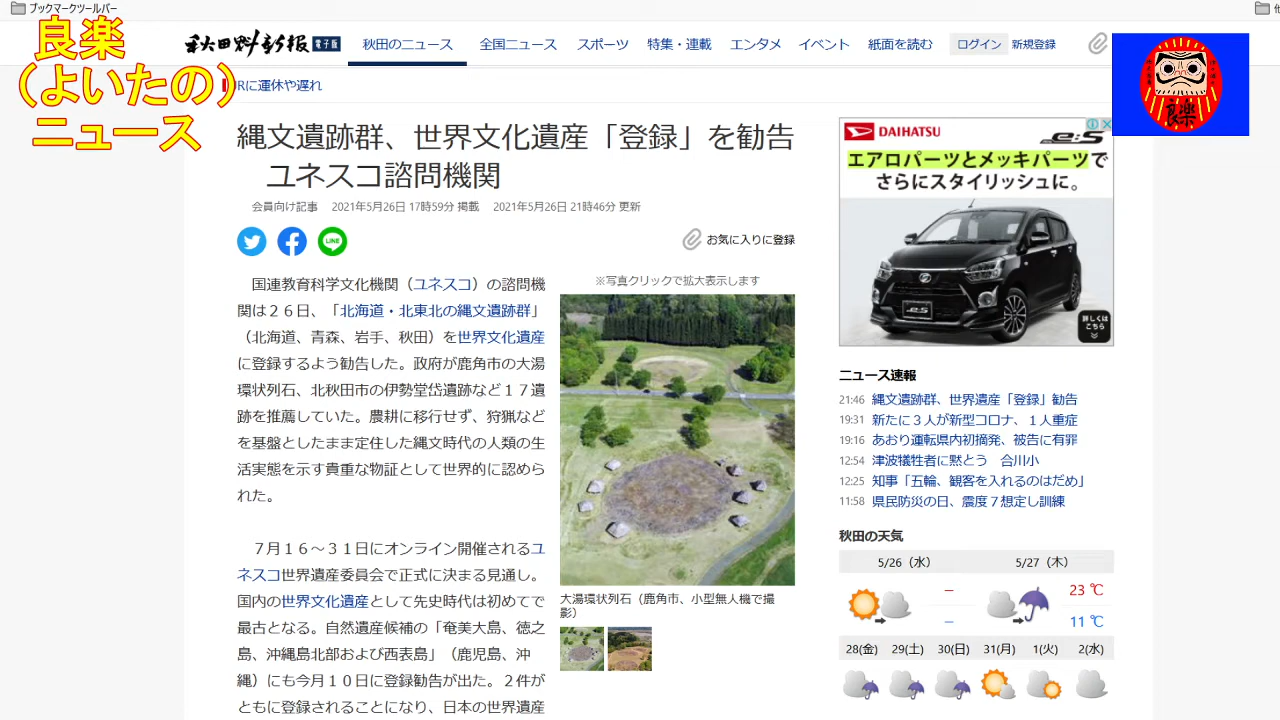 ブックマークツールバー
良楽
（よいたの）
ニュース
秋田魁新報 電子版
秋田のニュース 全国ニュース スポーツ 特集・連載 エンタメ イベント 紙面を読む ログイン 新規登録
Rに運休や遅れ
縄文遺跡群、世界文化遺産「登録」を勧告
ユネスコ諮問機関
会員向け記事 2021年5月26日 17時59分 掲載 2021年5月26日 21時46分 更新
LINE
お気に入りに登録
国連教育科学文化機関（ユネスコ）の諮問機
関は２６日、「北海道・北東北の縄文遺跡群」
（北海道、青森、岩手、秋田）を世界文化遺産
に登録するよう勧告した。政府が鹿角市の大湯
環状列石、北秋田市の伊勢堂岱遺跡など１７遺
跡を推薦していた。農耕に移行せず、狩猟など
を基盤としたまま定住した縄文時代の人類の生
活実態を示す貴重な物証として世界的に認めら
れた。
７月１６～３１日にオンライン開催されるユ
ネスコ世界遺産委員会で正式に決まる見通し。
国内の世界文化遺産として先史時代は初めてで
最古となる。自然遺産候補の「奄美大島、徳之
島、沖縄島北部および西表島」（鹿児島、沖
縄）にも今月１０日に登録勧告が出た。２件が
ともに登録されることになり、日本の世界遺産
※写真クリックで拡大表示します
大湯環状列石（鹿角市、小型無人機で撮
影）
良楽
DAIHATSU
e:S
エアロパーツとメッキパーツで
さらにスタイリッシュに。
e:S
詳しくは
こちら
ニュース速報
21:46 縄文遺跡群、世界遺産「登録」勧告
19:31 新たに３人が新型コロナ、１人重症
19:16 あおり運転県内初摘発、被告に有罪
12:54 津波犠牲者に黙とう　合川小
12:25 知事「五輪、観客を入れるのはだめ」
11:58 県民防災の日、震度７想定し訓練
秋田の天気
5/26（水） 5/27（木）
－ 23 ℃
－ 11 ℃
28(金) 29(土) 30(日) 31(月) 1(火) 2(水)